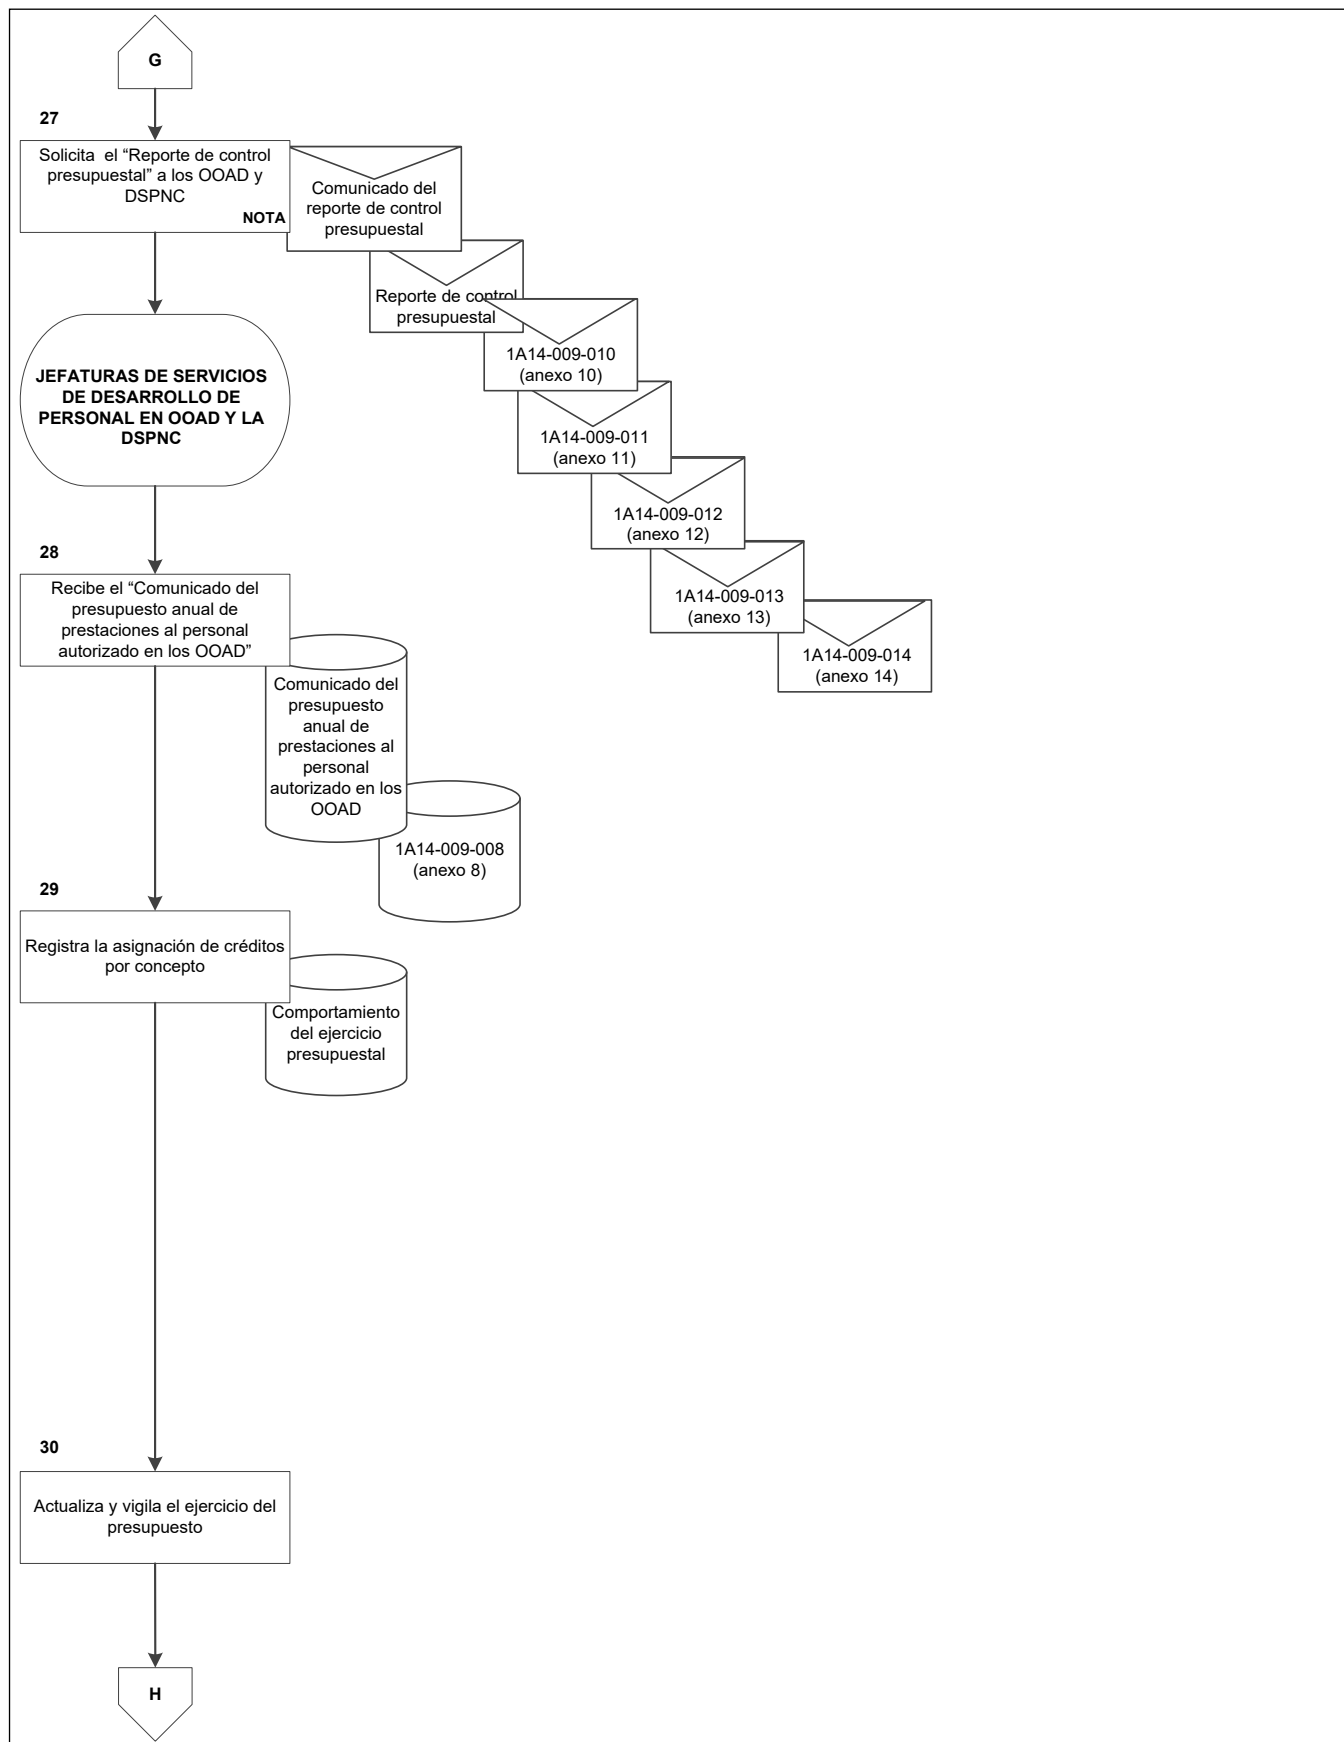 G
27
Solicita el “Reporte de control
presupuestal” a los OOAD y
DSPNC
NOTA
Comunicado del
reporte de control
presupuestal
Reporte de control
presupuestal
1A14-009-010
(anexo 10)
1A14-009-011
(anexo 11)
1A14-009-012
(anexo 12)
1A14-009-013
(anexo 13)
1A14-009-014
(anexo 14)
JEFATURAS DE SERVICIOS
DE DESARROLLO DE
PERSONAL EN OOAD Y LA
DSPNC
28
Recibe el “Comunicado del
presupuesto anual de
prestaciones al personal
autorizado en los OOAD”
Comunicado del
presupuesto
anual de
prestaciones al
personal
autorizado en los
OOAD
1A14-009-008
(anexo 8)
29
Registra la asignación de créditos
por concepto
Comportamiento
del ejercicio
presupuestal
30
Actualiza y vigila el ejercicio del
presupuesto
H